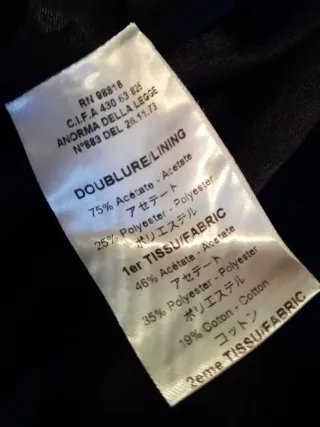 RN 98816
C.I.F.A 430 63 625
ANORMA DELLA LEGGE
N°883 DEL 26.11.73
DOUBLURE/LINING
75% Acétate - Acetate
アセテート
25% Polyester - Polyester
ポリエステル
1er TISSU/FABRIC
46% Acétate - Acetate
アセテート
35% Polyester - Polyester
ポリエステル
19% Coton - Cotton
コットン
2eme TISSU/FABRIC